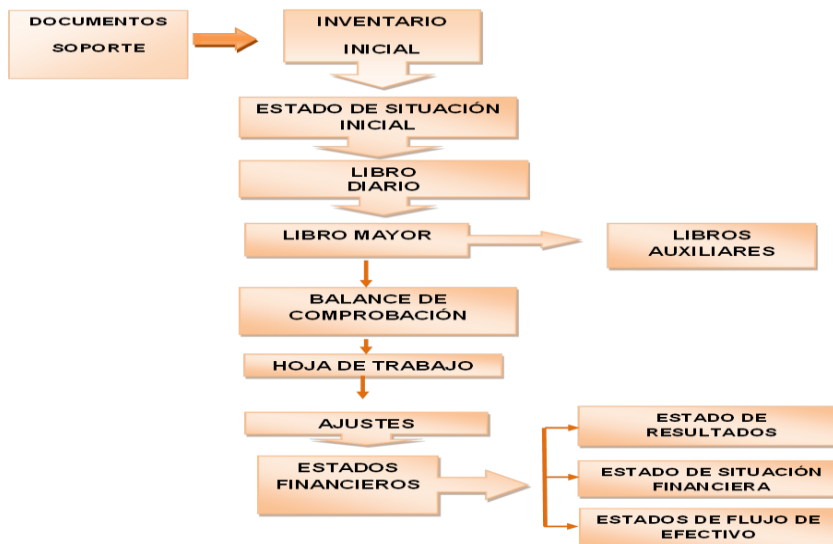 DOCUMENTOS
SOPORTE
INVENTARIO
INICIAL
ESTADO DE SITUACIÓN
INICIAL
LIBRO
DIARIO
LIBRO MAYOR
LIBROS
AUXILIARES
BALANCE DE
COMPROBACIÓN
HOJA DE TRABAJO
AJUSTES
ESTADOS
FINANCIEROS
ESTADO DE
RESULTADOS
ESTADO DE SITUACIÓN
FINANCIERA
ESTADOS DE FLUJO DE
EFECTIVO